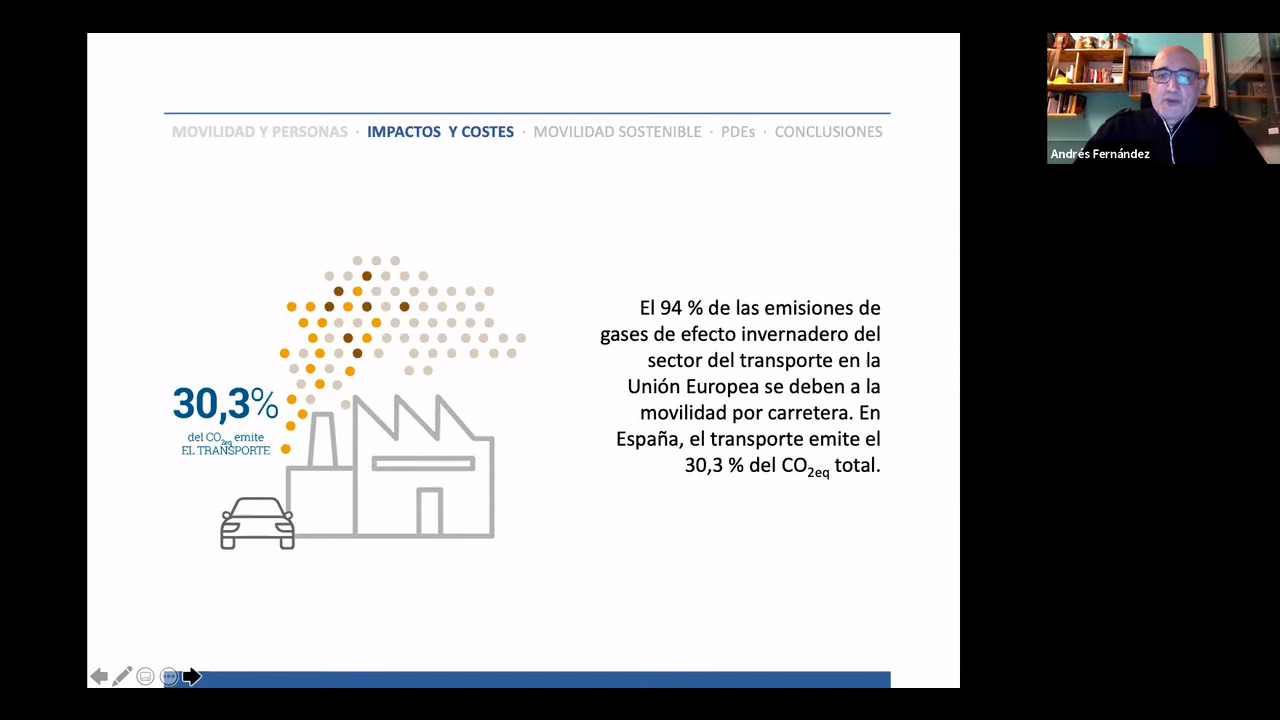 MOVILIDAD Y PERSONAS · IMPACTOS Y COSTES · MOVILIDAD SOSTENIBLE · PDEs · CONCLUSIONES
Andrés Fernández
30,3%
del CO2eq emite
EL TRANSPORTE
El 94 % de las emisiones de
gases de efecto invernadero del
sector del transporte en la
Unión Europea se deben a la
movilidad por carretera. En
España, el transporte emite el
30,3 % del CO2eq total.